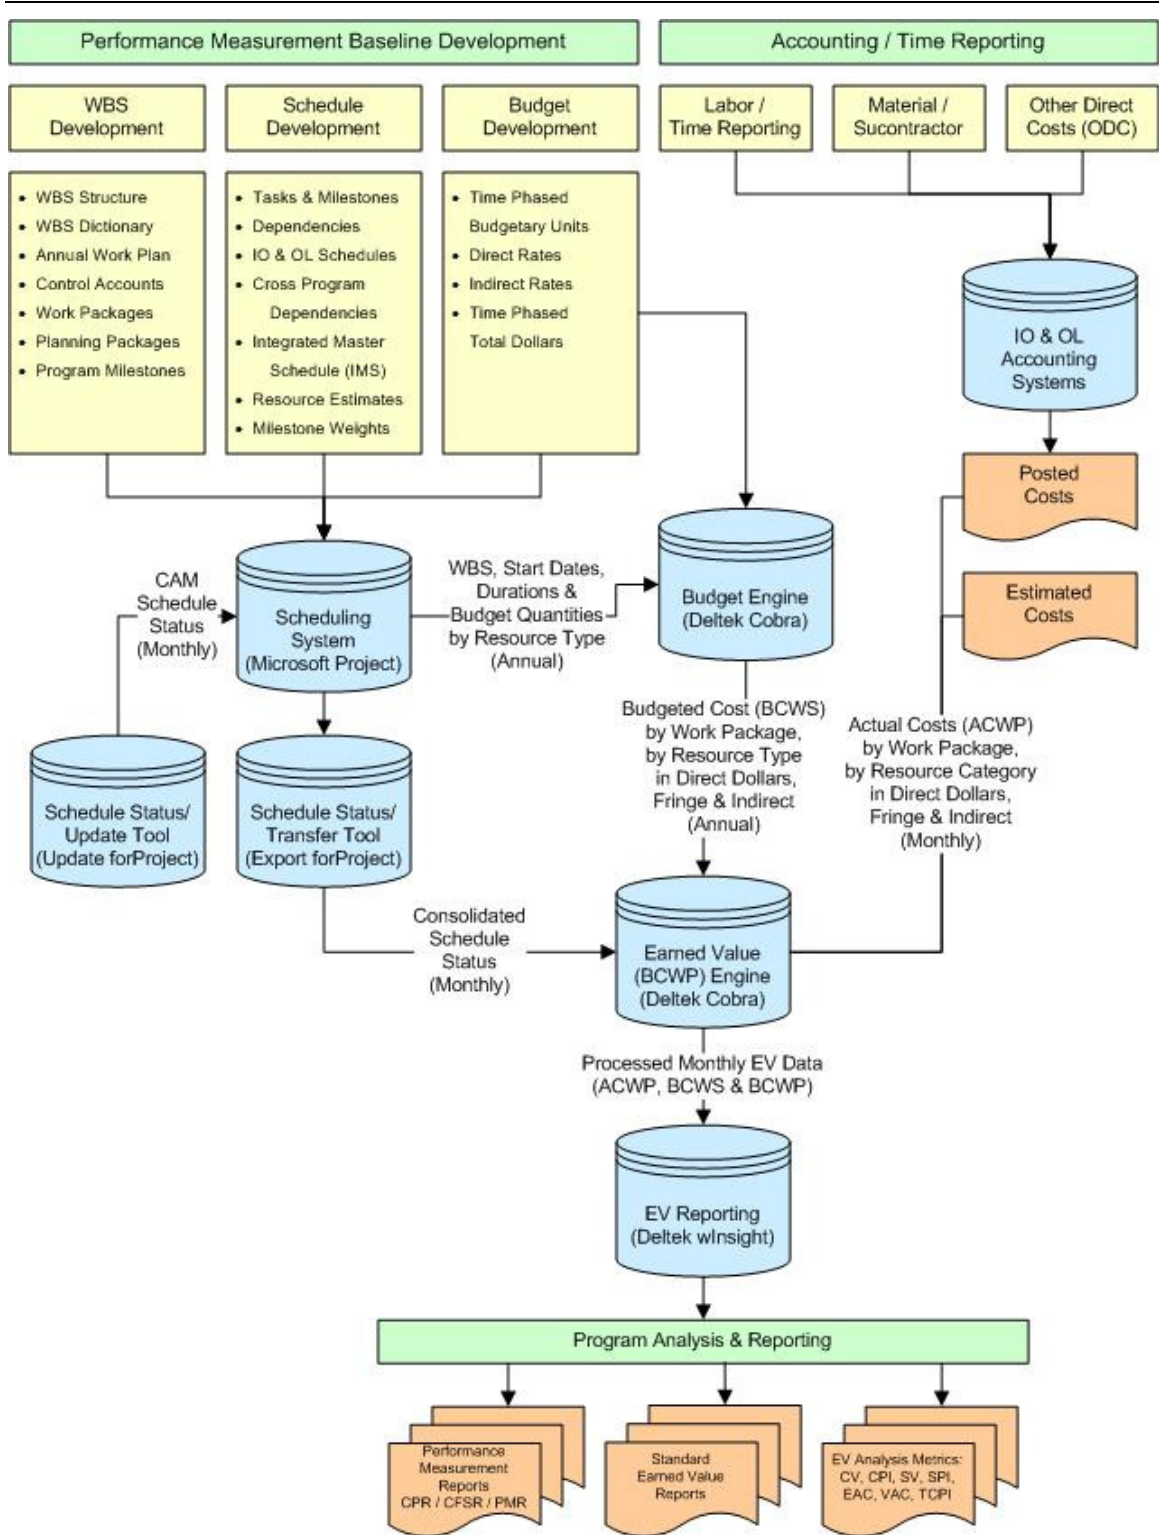 Performance Measurement Baseline Development
Accounting / Time Reporting
WBS
Development
Schedule
Development
Budget
Development
Labor /
Time Reporting
Material /
Sucontractor
Other Direct
Costs (ODC)
• WBS Structure
• WBS Dictionary
• Annual Work Plan
• Control Accounts
• Work Packages
• Planning Packages
• Program Milestones
• Tasks & Milestones
• Dependencies
• IO & OL Schedules
• Cross Program
Dependencies
• Integrated Master
Schedule (IMS)
• Resource Estimates
• Milestone Weights
• Time Phased
Budgetary Units
• Direct Rates
• Indirect Rates
• Time Phased
Total Dollars
IO & OL
Accounting
Systems
Posted
Costs
Estimated
Costs
CAM
Schedule
Status
(Monthly)
Scheduling
System
(Microsoft Project)
WBS, Start Dates,
Durations &
Budget Quantities
by Resource Type
(Annual)
Budget Engine
(Deltek Cobra)
Budgeted Cost (BCWS)
by Work Package,
by Resource Type
in Direct Dollars,
Fringe & Indirect
(Annual)
Actual Costs (ACWP)
by Work Package,
by Resource Category
in Direct Dollars,
Fringe & Indirect
(Monthly)
Schedule Status/
Update Tool
(Update forProject)
Schedule Status/
Transfer Tool
(Export forProject)
Consolidated
Schedule
Status
(Monthly)
Earned Value
(BCWP) Engine
(Deltek Cobra)
Processed Monthly EV Data
(ACWP, BCWS & BCWP)
EV Reporting
(Deltek wInsight)
Program Analysis & Reporting
Performance
Measurement
Reports
CPR / CFSR / PMR
Standard
Earned Value
Reports
EV Analysis Metrics:
CV, CPI, SV, SPI,
EAC, VAC, TCPI